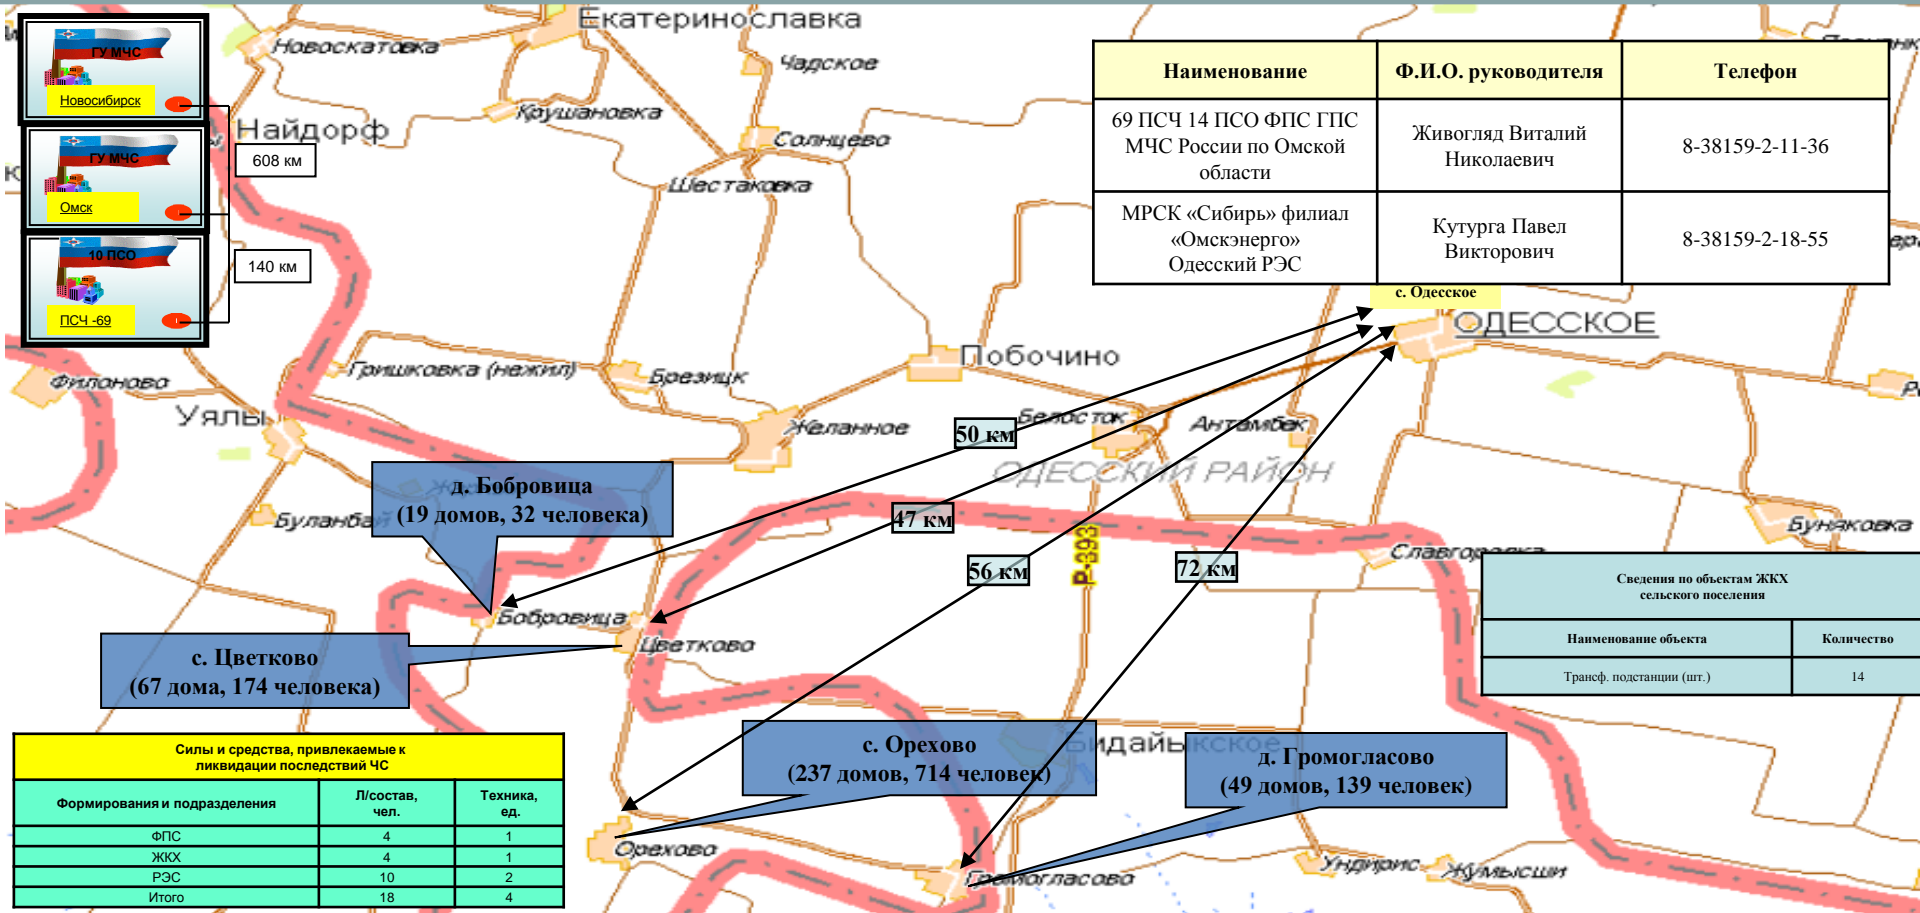 Екатеринославка
Новоскатовка
Чадское
Крушановка
Найдорф
Солнцево
Шестаковка
ГУ МЧС
Новосибирск
ГУ МЧС
Омск
10 ПСО
ПСЧ -69
608 км
140 км
Наименование
Ф.И.О. руководителя
Телефон
69 ПСЧ 14 ПСО ФПС ГПС
МЧС России по Омской
области
Живогляд Виталий
Николаевич
8-38159-2-11-36
МРСК «Сибирь» филиал
«Омскэнерго»
Одесский РЭС
Кутурга Павел
Викторович
8-38159-2-18-55
с. Одесское
ОДЕССКОЕ
Побочино
Гришковка (нежил)
Брезицк
Филоново
Уялы
Желанное
Белосток
Антамбак
ОДЕССКИЙ РАЙОН
50 км
47 км
56 км
72 км
Р-393
д. Бобровица
(19 домов, 32 человека)
Буланбай
Буняковка
Славгородка
Бобровица
Цветково
с. Цветково
(67 дома, 174 человека)
Сведения по объектам ЖКХ
сельского поселения
Наименование объекта
Количество
Трансф. подстанции (шт.)
14
Бидайыкское
с. Орехово
(237 домов, 714 человек)
д. Громогласово
(49 домов, 139 человек)
Силы и средства, привлекаемые к
ликвидации последствий ЧС
Формирования и подразделения
Л/состав,
чел.
Техника,
ед.
ФПС
4
1
ЖКХ
4
1
РЭС
10
2
Итого
18
4
Орехово
Громогласово
Ундирис
Жумысши